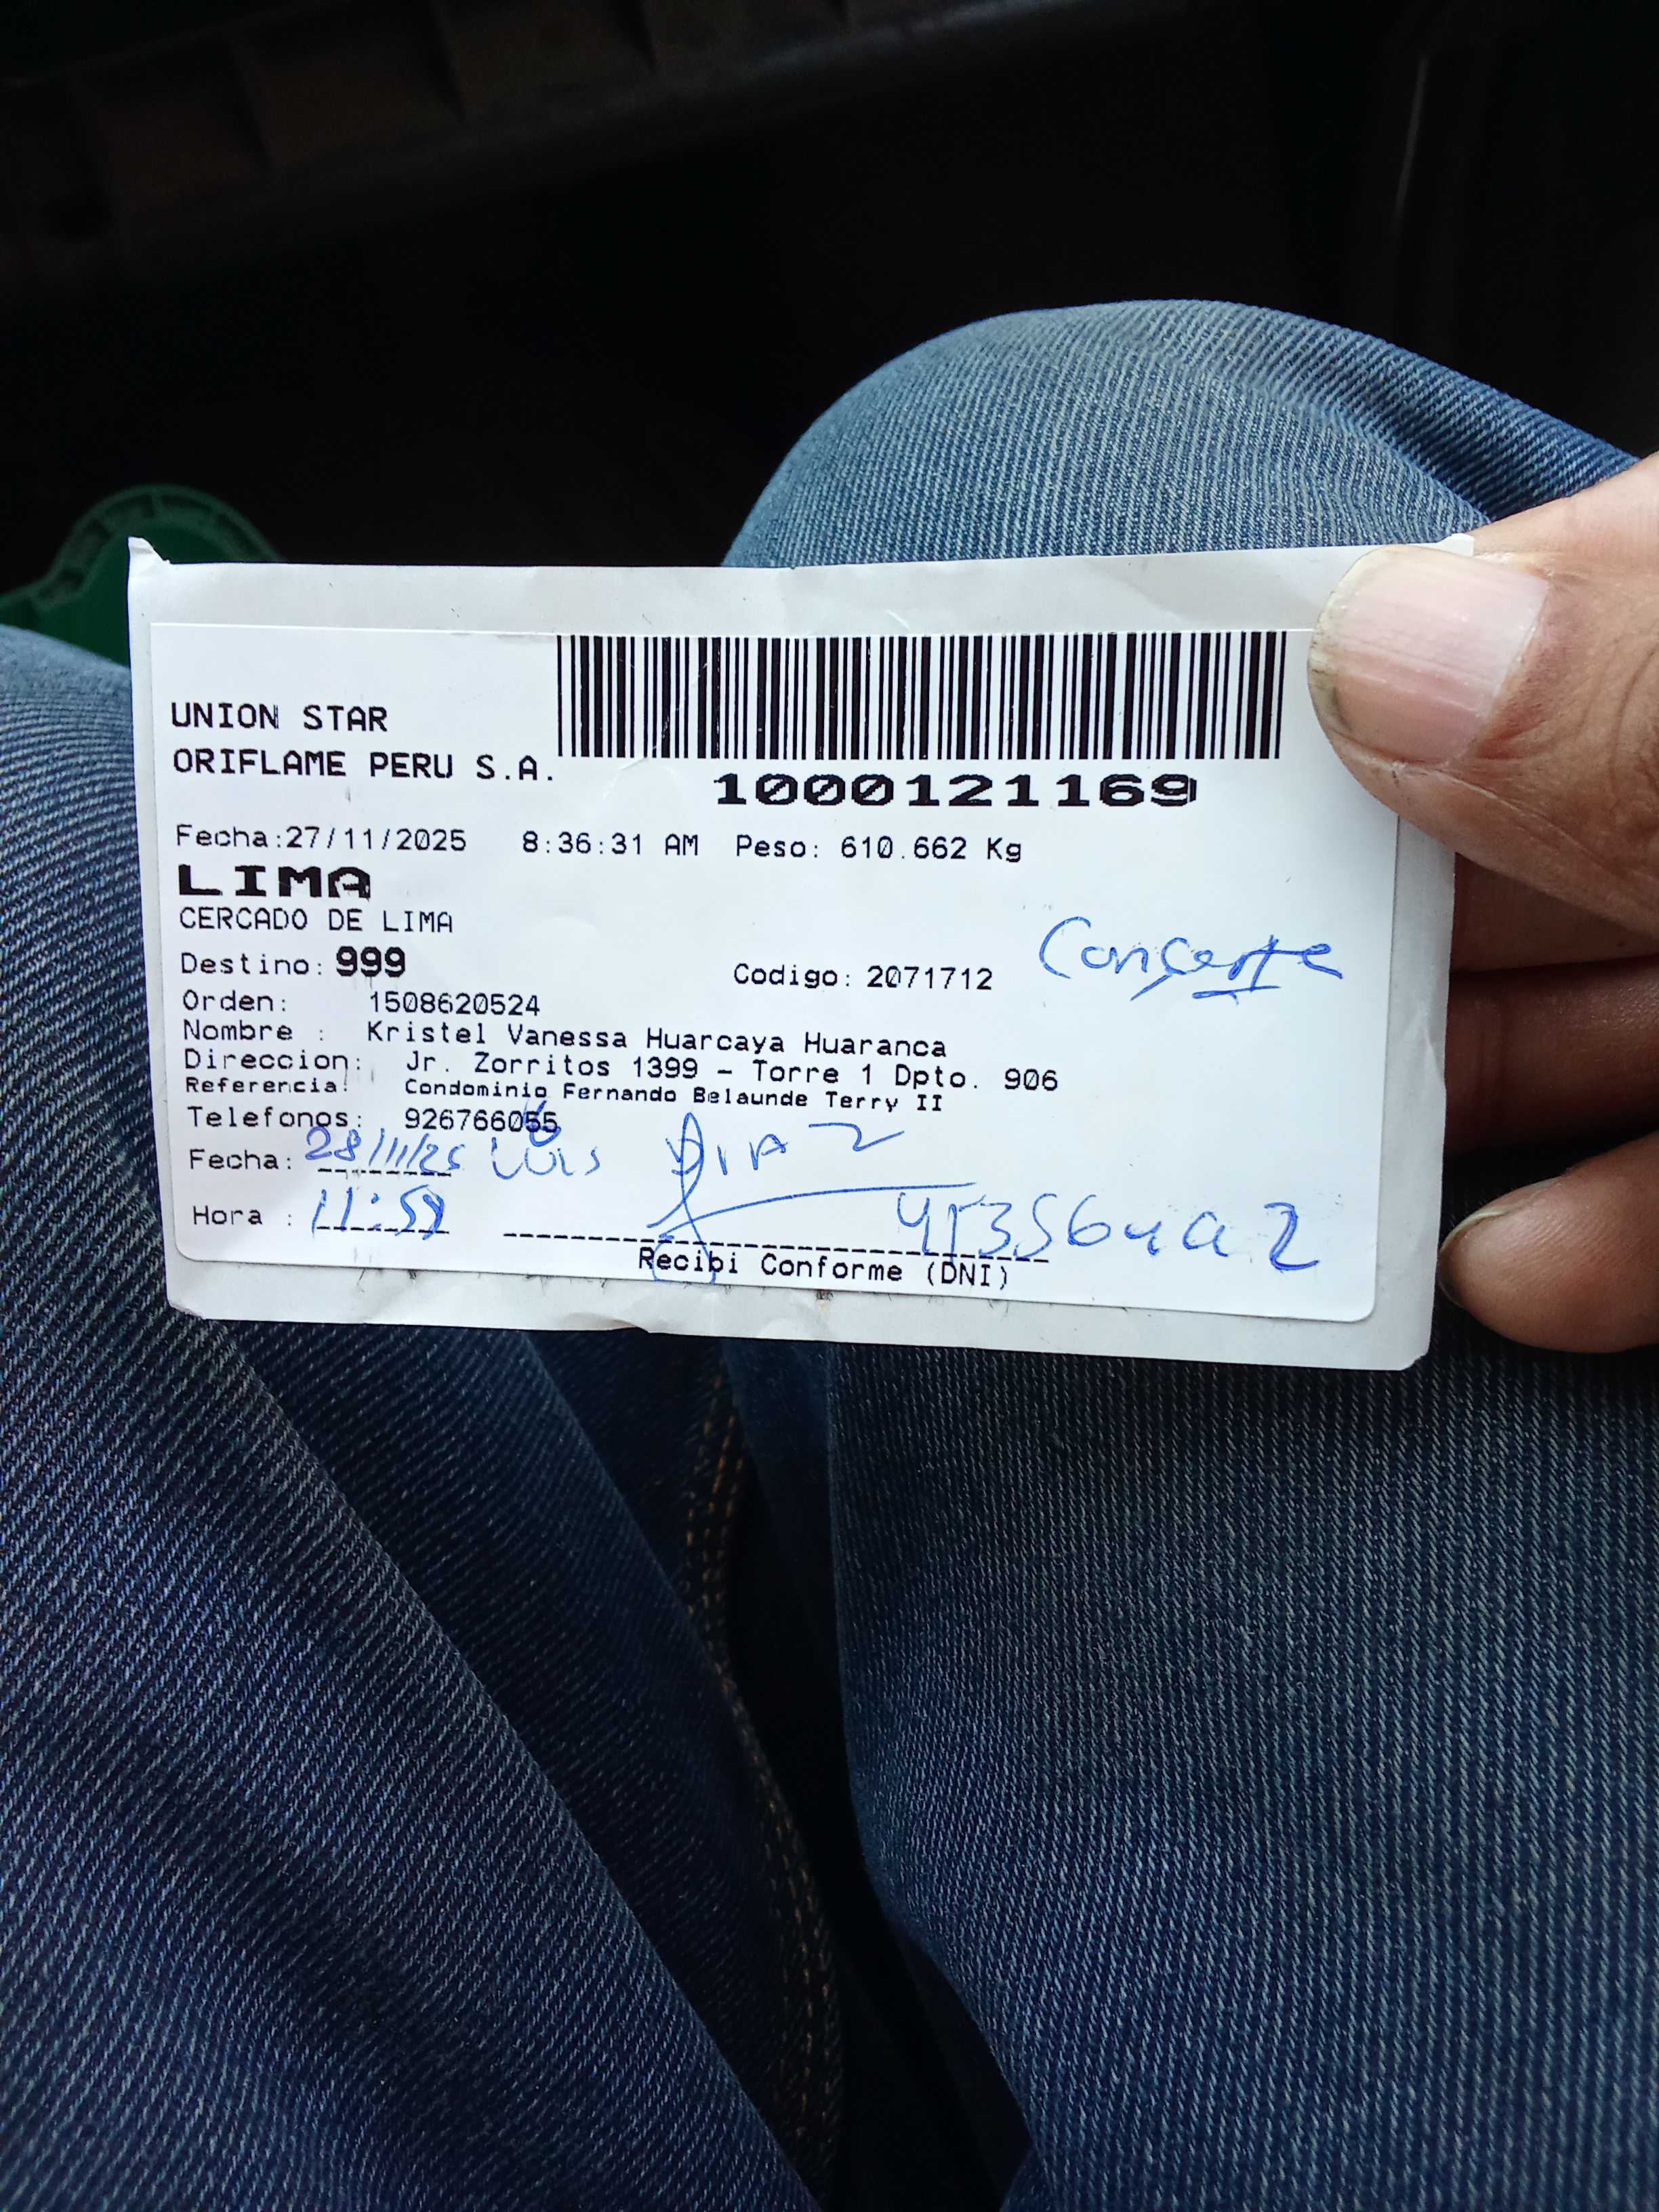 UNION STAR
ORIFLAME PERU S.A.
1000121169
Fecha:27/11/2025 8:36:31 AM Peso: 610.662 Kg
LIMA
CERCADO DE LIMA
Destino: 999 Codigo: 2071712
Orden: 1508620524
Nombre : Kristel Vanessa Huarcaya Huaranca
Direccion: Jr. Zorritos 1399 - Torre 1 Dpto. 906
Referencia: Condominio Fernando Belaunde Terry II
Telefonos: 926766055
Fecha: 28/11/25 Luis DIAZ
Hora : 11:59
Recibi Conforme (DNI)